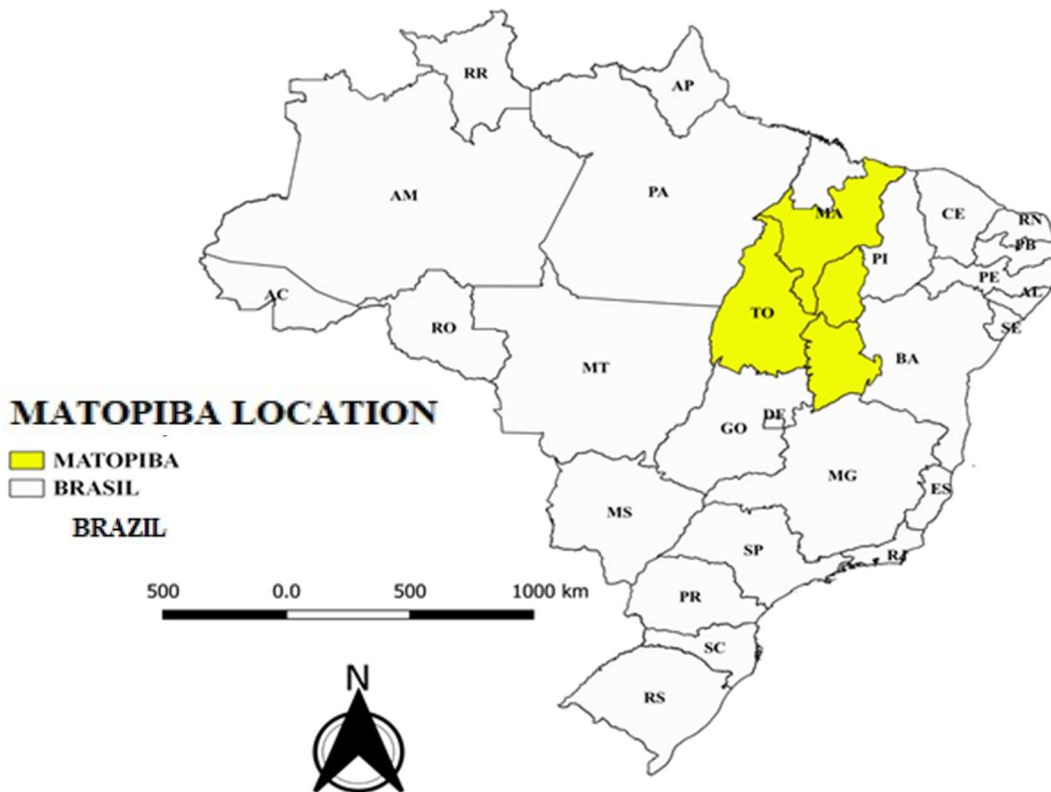 RR
AP
AM
PA
MA
CE
RN
PB
PI
PE
AC
AL
TO
RO
SE
BA
MT
MATOPIBA LOCATION
DF
GO
MATOPIBA
MG
BRASIL
ES
MS
BRAZIL
SP
RJ
500 0.0 500 1000 km
PR
SC
N
RS